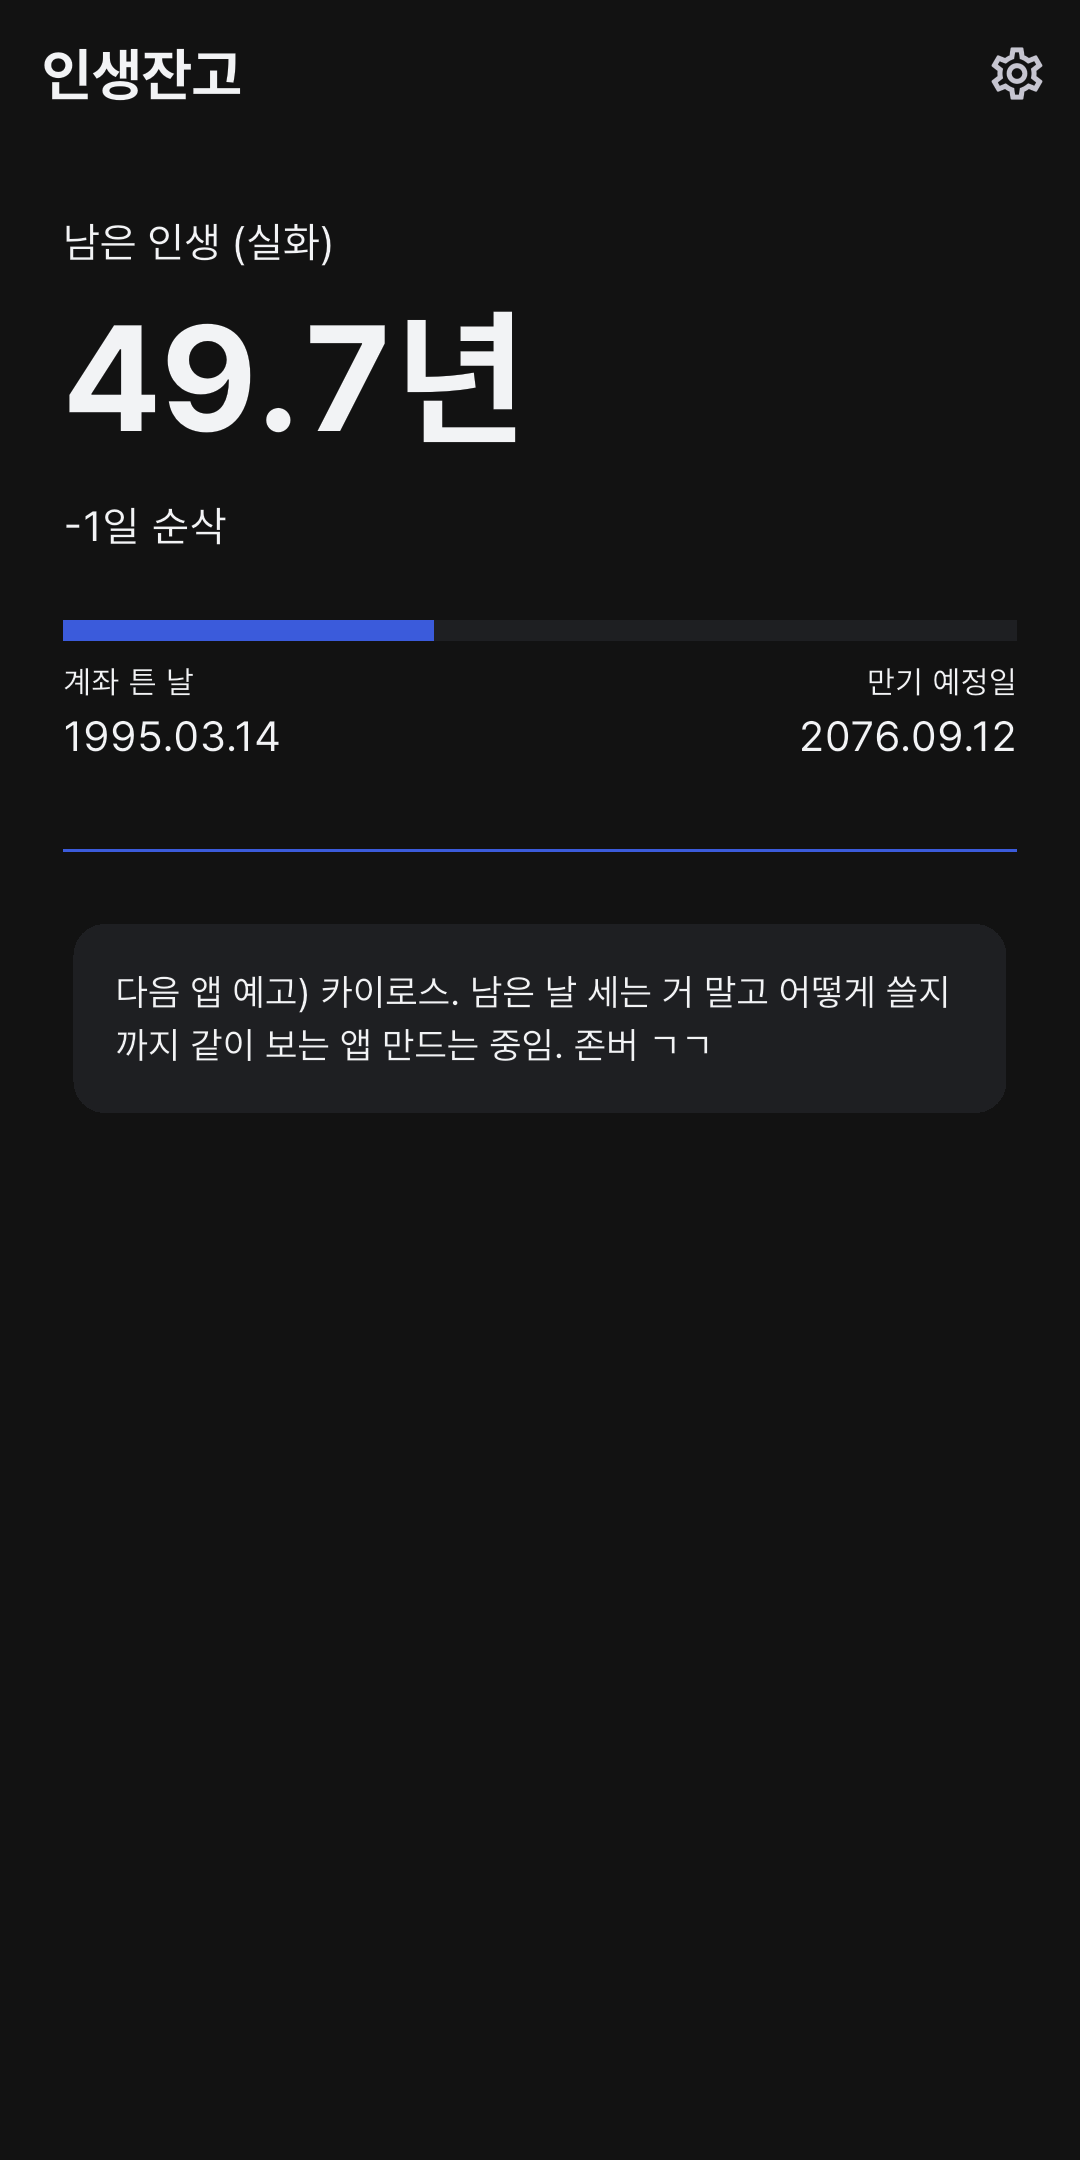 인생잔고
남은 인생 (실화)
49.7년
-1일 순삭
계좌 튼 날
만기 예정일
1995.03.14
2076.09.12
다음 앱 예고) 카이로스. 남은 날 세는 거 말고 어떻게 쓸지
까지 같이 보는 앱 만드는 중임. 존버 ㄱㄱ